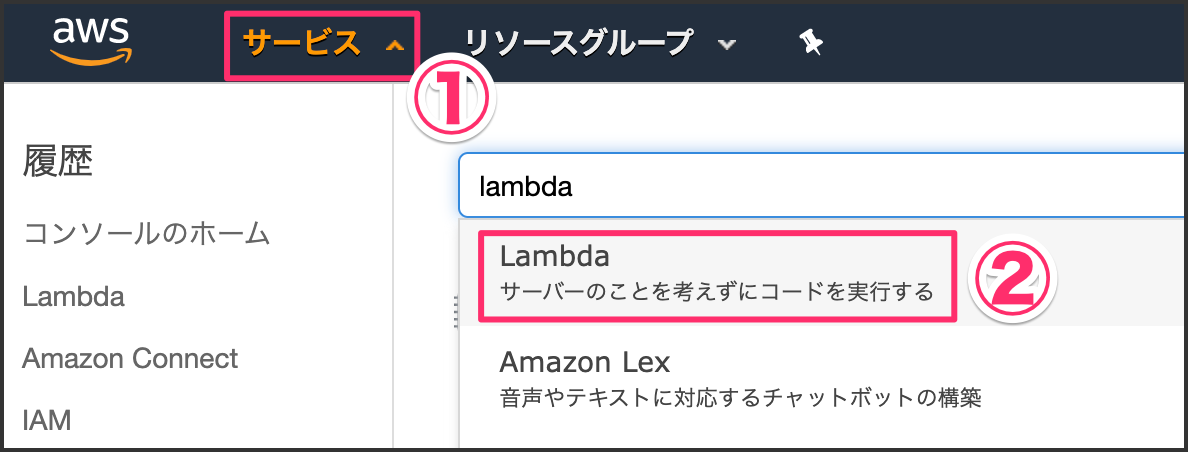 aws
サービス
リソースグループ
①
履歴
コンソールのホーム
Lambda
Amazon Connect
IAM
lambda
Lambda
サーバーのことを考えずにコードを実行する
②
Amazon Lex
音声やテキストに対応するチャットボットの構築